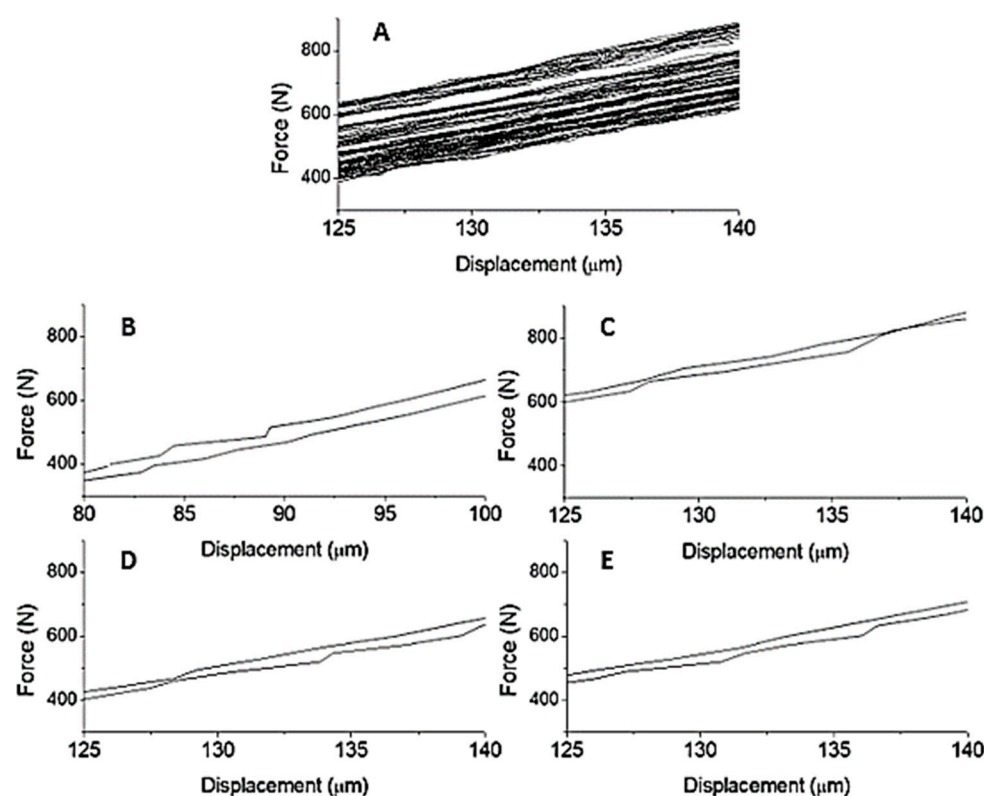 A
800
600
400
Force (N)
125
130
135
140
Displacement (μm)
B
800
600
400
Force (N)
80
85
90
95
100
Displacement (μm)
C
800
600
400
Force (N)
125
130
135
140
Displacement (μm)
D
800
600
400
Force (N)
125
130
135
140
Displacement (μm)
E
800
600
400
Force (N)
125
130
135
140
Displacement (μm)